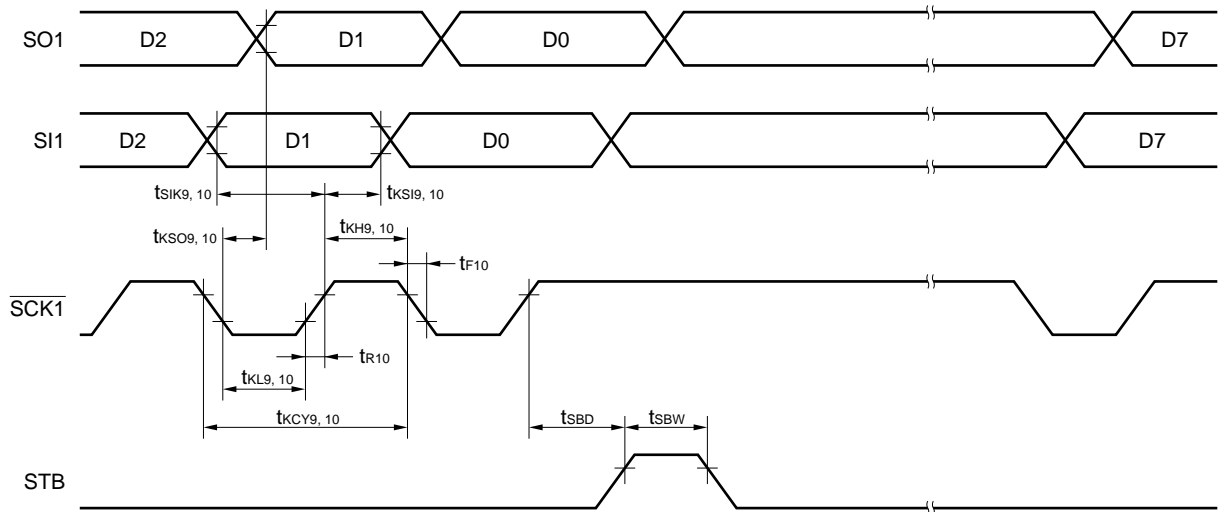 SO1 D2 D1 D0 D7
SI1 D2 D1 D0 D7
tSIK9, 10 tKSI9, 10
tKSO9, 10 tKH9, 10
tF10
SCK1
tR10
tKL9, 10
tKCY9, 10 tSBD tSBW
STB